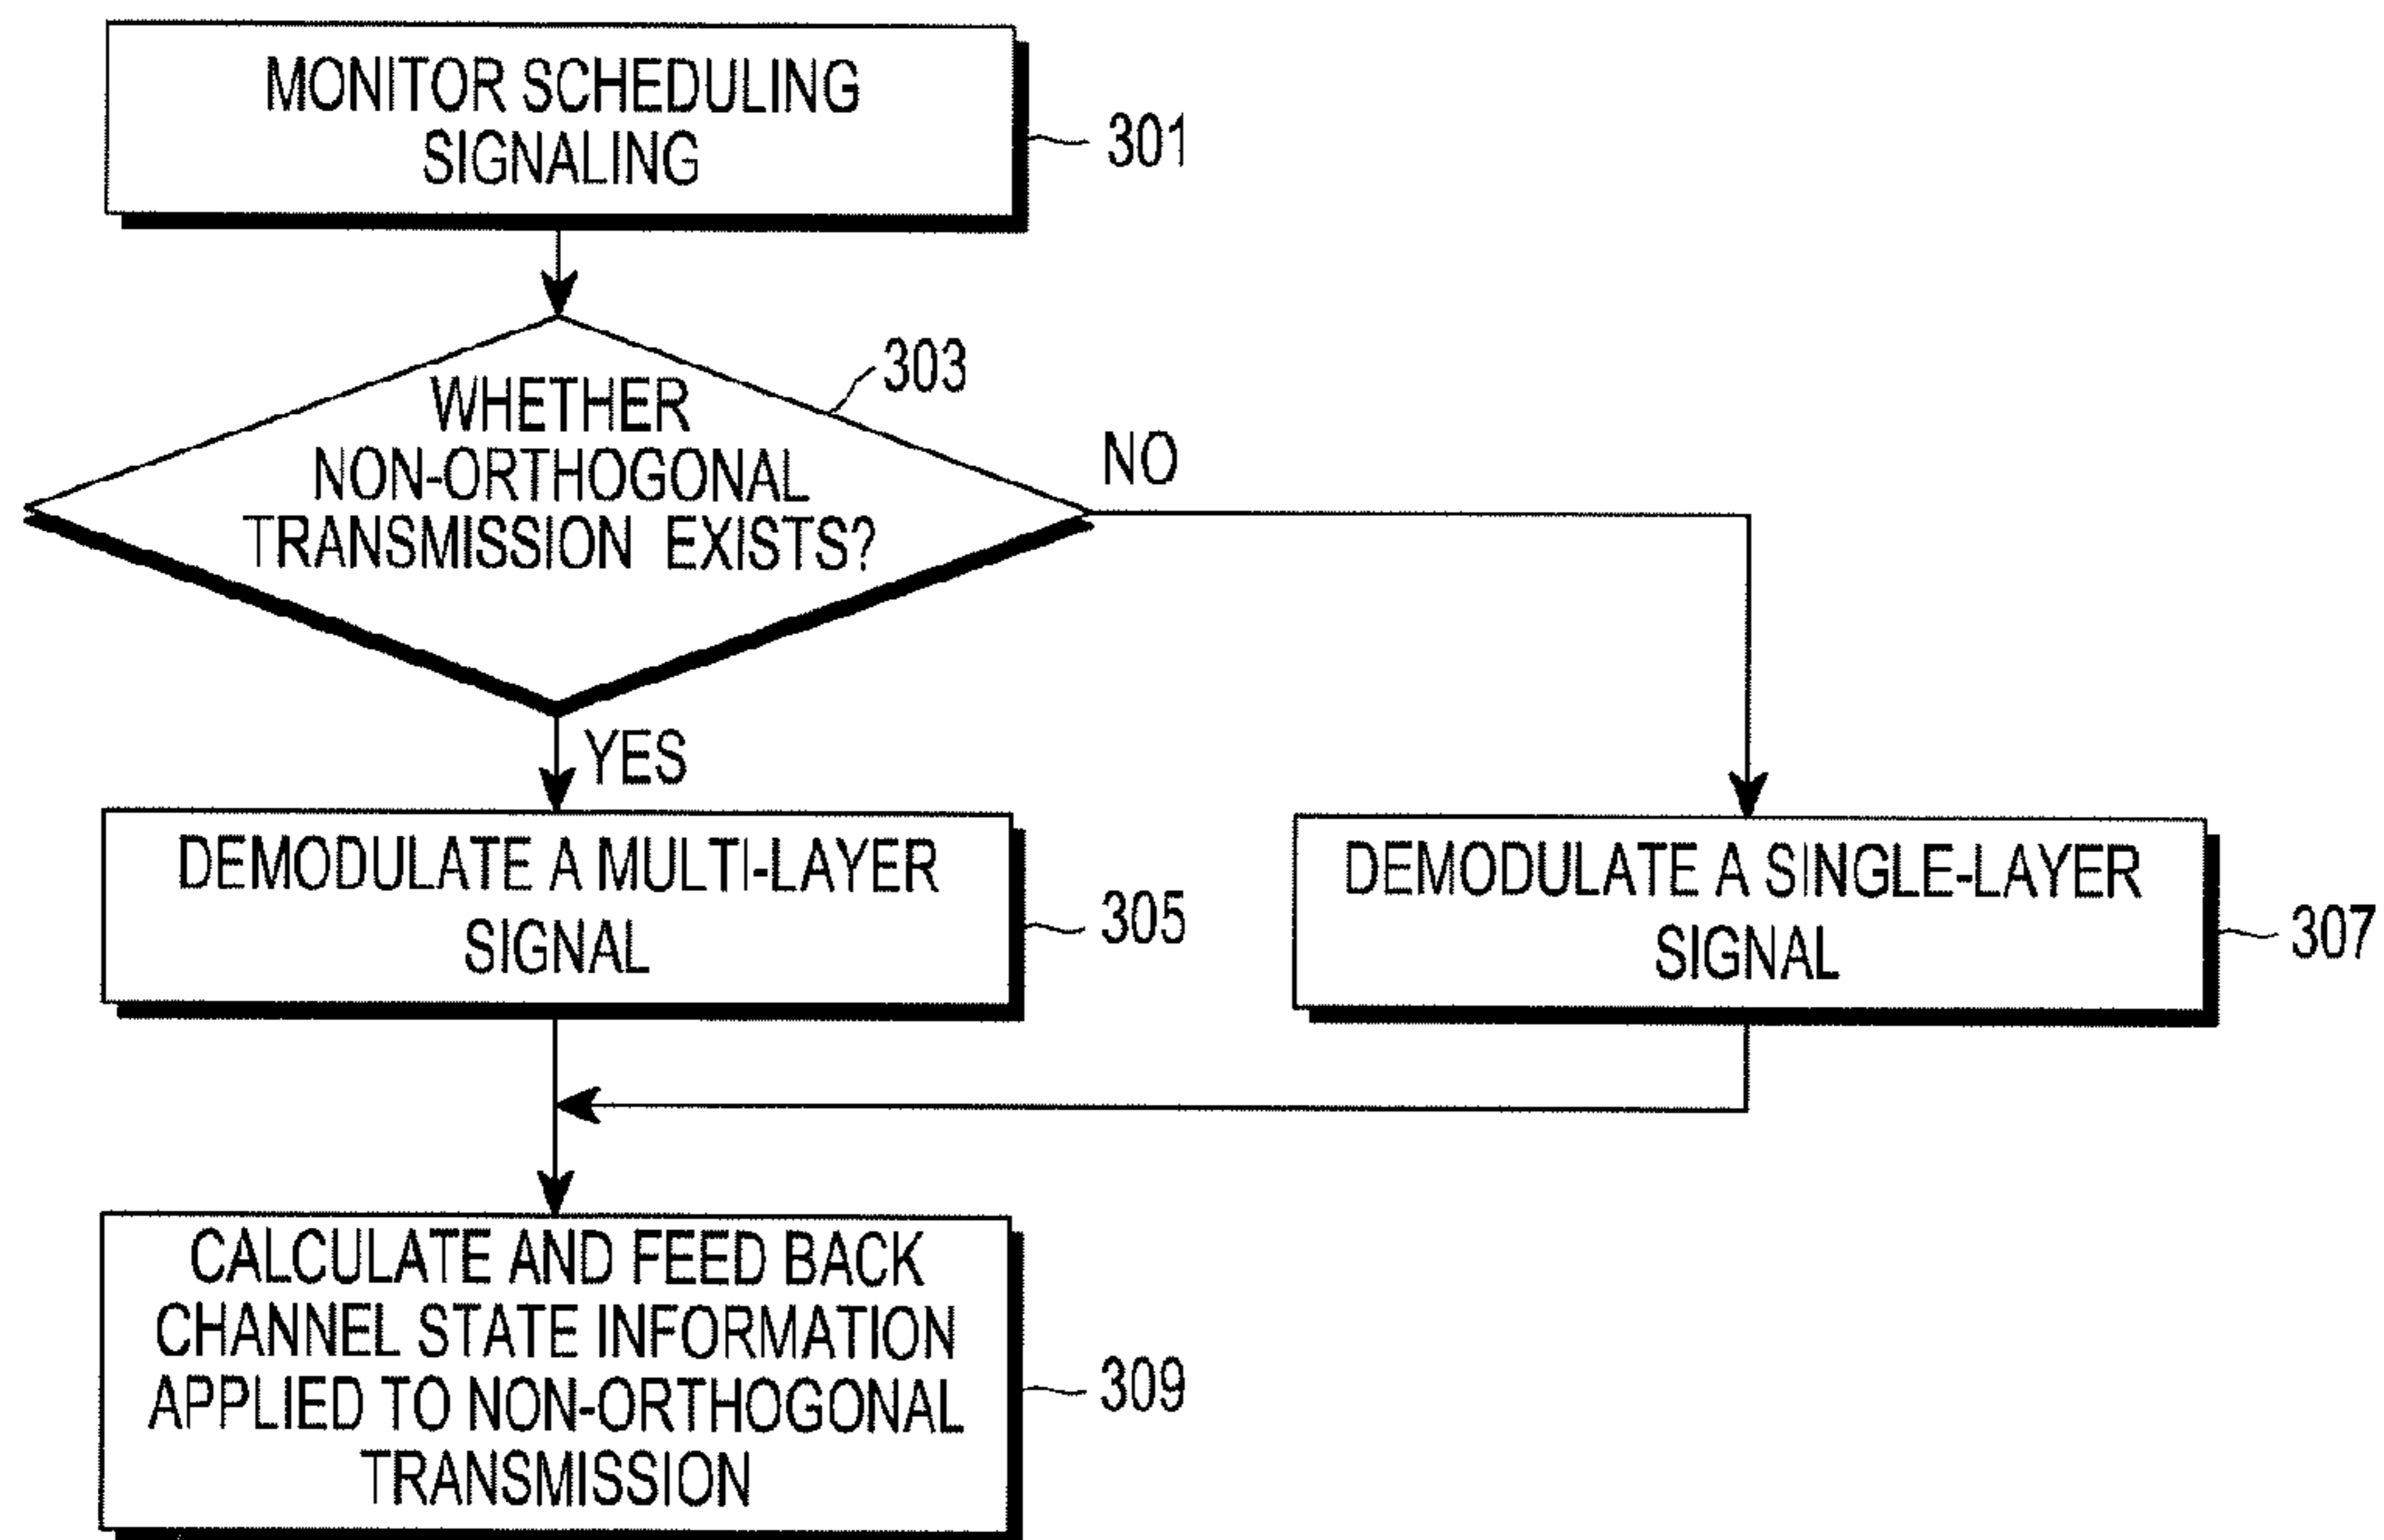 MONITOR SCHEDULING
SIGNALING
301
303
WHETHER
NON-ORTHOGONAL
TRANSMISSION EXISTS?
NO
YES
DEMODULATE A MULTI-LAYER
SIGNAL
305
DEMODULATE A SINGLE-LAYER
SIGNAL
307
CALCULATE AND FEED BACK
CHANNEL STATE INFORMATION
APPLIED TO NON-ORTHOGONAL
TRANSMISSION
309